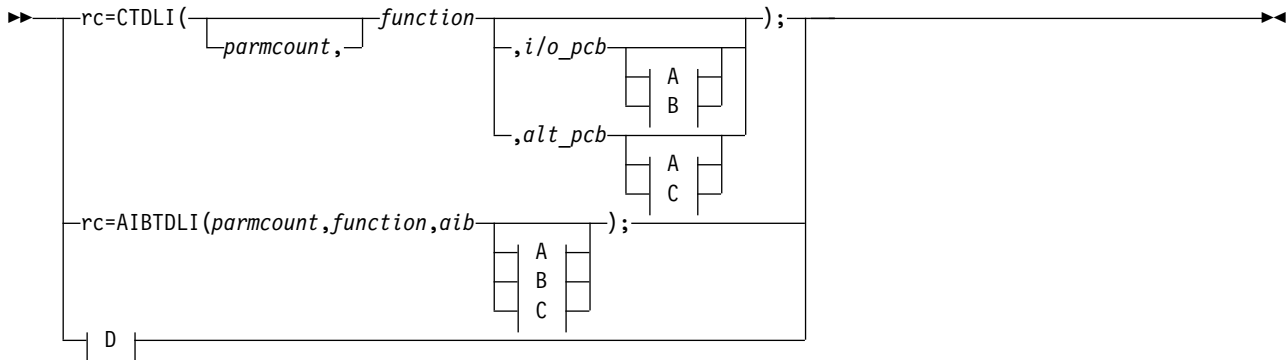 rc=CTDLI( function );
parmcount, ,i/o_pcb
A
B
,alt_pcb
A
C
rc=AIBTDLI(parmcount,function,aib );
A
B
C
D